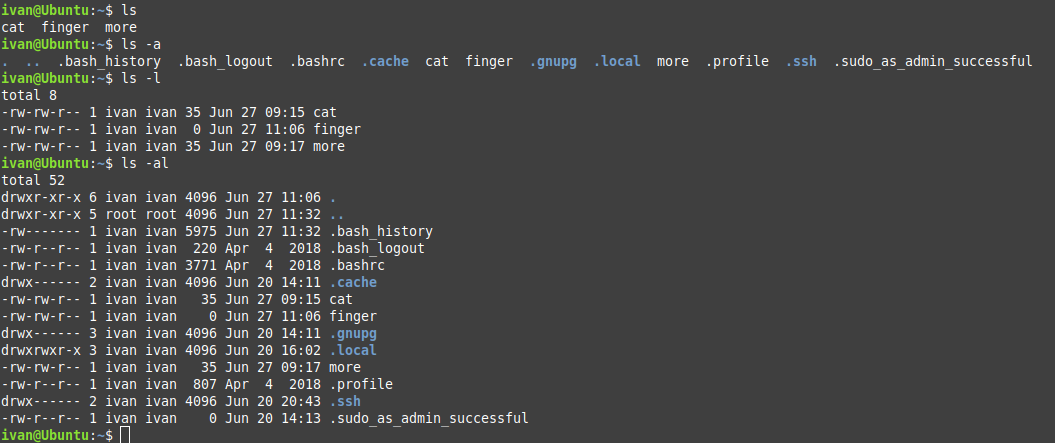 ivan@Ubuntu:~$ ls
cat  finger  more
ivan@Ubuntu:~$ ls -a
.  ..  .bash_history  .bash_logout  .bashrc  .cache  cat  finger  .gnupg  .local  more  .profile  .ssh  .sudo_as_admin_successful
ivan@Ubuntu:~$ ls -l
total 8
-rw-rw-r-- 1 ivan ivan 35 Jun 27 09:15 cat
-rw-rw-r-- 1 ivan ivan  0 Jun 27 11:06 finger
-rw-rw-r-- 1 ivan ivan 35 Jun 27 09:17 more
ivan@Ubuntu:~$ ls -al
total 52
drwxr-xr-x 6 ivan ivan 4096 Jun 27 11:06 .
drwxr-xr-x 5 root root 4096 Jun 27 11:32 ..
-rw------- 1 ivan ivan 5975 Jun 27 11:32 .bash_history
-rw-r--r-- 1 ivan ivan  220 Apr  4  2018 .bash_logout
-rw-r--r-- 1 ivan ivan 3771 Apr  4  2018 .bashrc
drwx------ 2 ivan ivan 4096 Jun 20 14:11 .cache
-rw-rw-r-- 1 ivan ivan   35 Jun 27 09:15 cat
-rw-rw-r-- 1 ivan ivan    0 Jun 27 11:06 finger
drwx------ 3 ivan ivan 4096 Jun 20 14:11 .gnupg
drwxrwxr-x 3 ivan ivan 4096 Jun 20 16:02 .local
-rw-rw-r-- 1 ivan ivan   35 Jun 27 09:17 more
-rw-r--r-- 1 ivan ivan  807 Apr  4  2018 .profile
drwx------ 2 ivan ivan 4096 Jun 20 20:43 .ssh
-rw-r--r-- 1 ivan ivan    0 Jun 20 14:13 .sudo_as_admin_successful
ivan@Ubuntu:~$